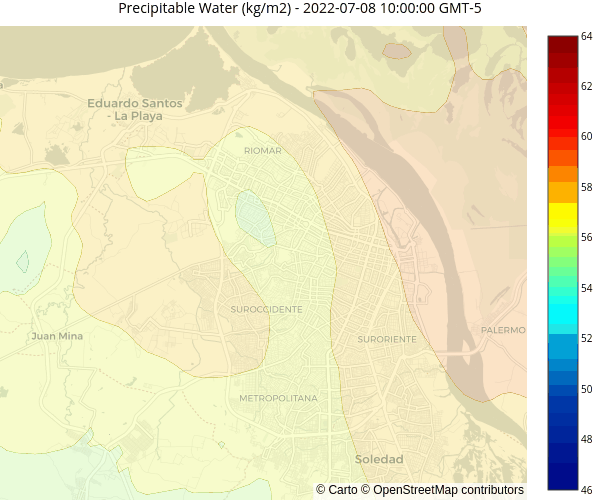 Precipitable Water (kg/m2) - 2022-07-08 10:00:00 GMT-5
64
62
60
58
56
54
52
50
48
46
Eduardo Santos
- La Playa
RIOMAR
SUROCCIDENTE
Juan Mina
SURORIENTE
PALERMO
METROPOLITANA
Soledad
© Carto © OpenStreetMap contributors